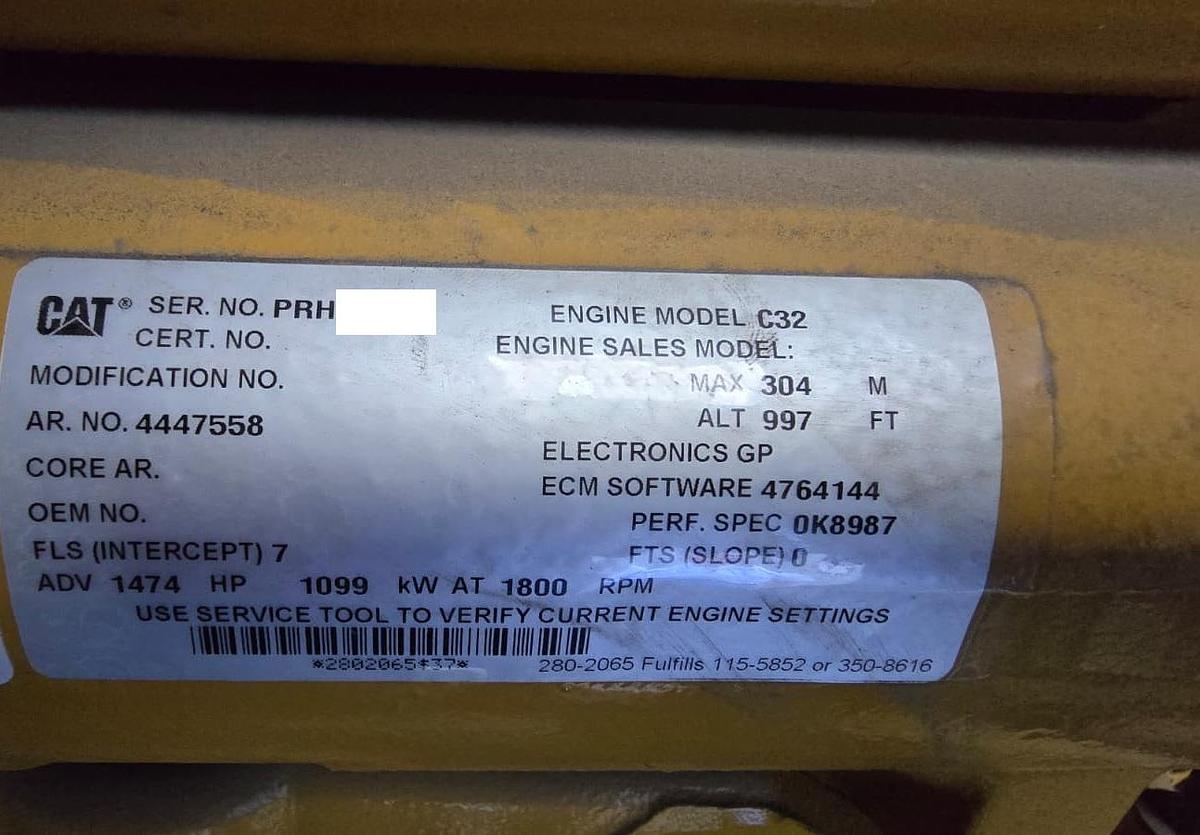 CAT® SER. NO. PRH
ENGINE MODEL C32
CERT. NO.
ENGINE SALES MODEL:
MODIFICATION NO.
MAX 304 M
AR. NO. 4447558
ALT 997 FT
CORE AR.
ELECTRONICS GP
ECM SOFTWARE 4764144
OEM NO.
PERF. SPEC 0K8987
FLS (INTERCEPT) 7
FTS (SLOPE) 0
ADV 1474 HP 1099 kW AT 1800 RPM
USE SERVICE TOOL TO VERIFY CURRENT ENGINE SETTINGS
*2802065$37*
280-2065 Fulfills 115-5852 or 350-8616